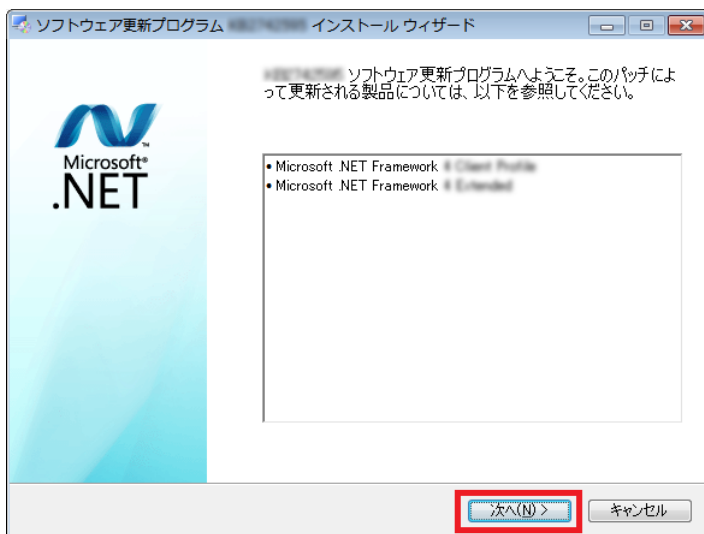 ソフトウェア更新プログラム インストール ウィザード
ソフトウェア更新プログラムへようこそ。このパッチによ
って更新される製品については、以下を参照してください。
Microsoft®
.NET
• Microsoft .NET Framework
• Microsoft .NET Framework
次へ(N) >
キャンセル